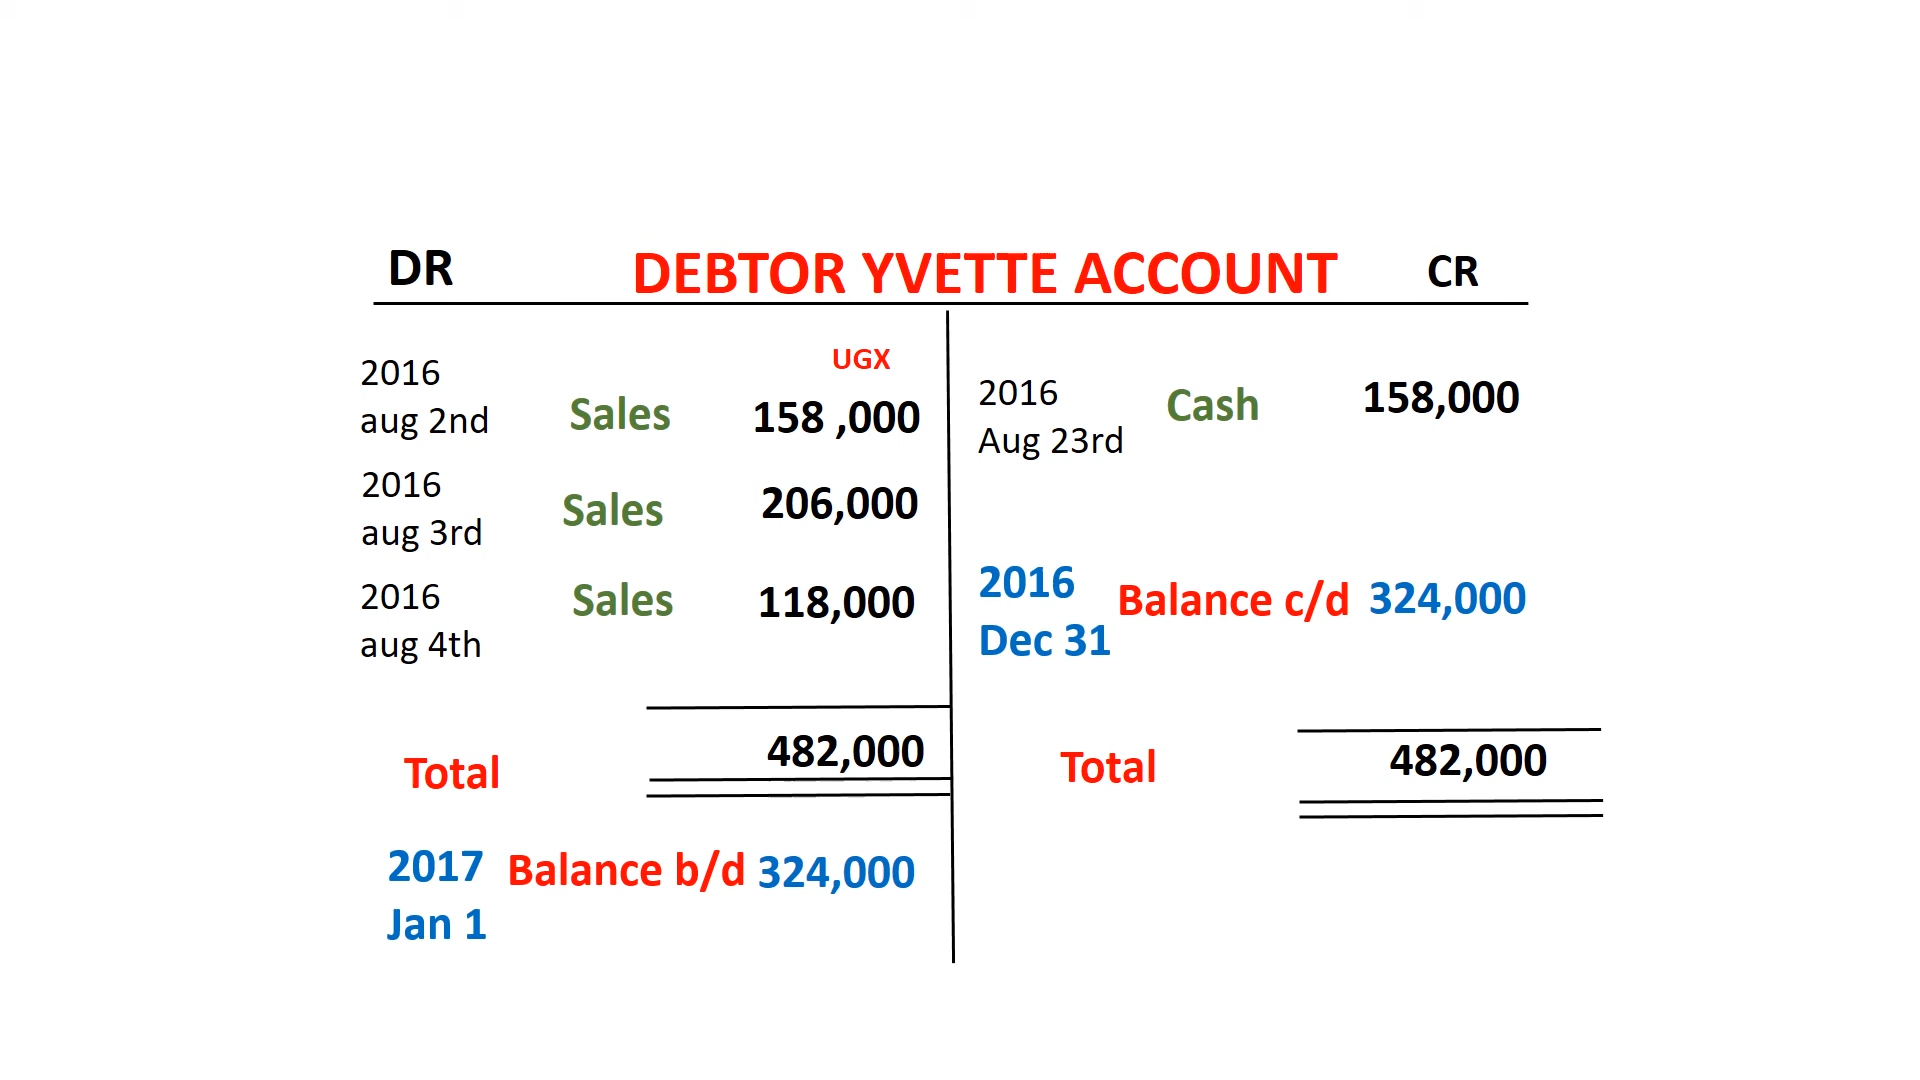 DR DEBTOR YVETTE ACCOUNT CR
UGX
2016
aug 2nd Sales 158 ,000
2016
aug 3rd Sales 206,000
2016
aug 4th Sales 118,000
Total 482,000
2017 Balance b/d 324,000
Jan 1
2016
Aug 23rd Cash 158,000
2016 Balance c/d 324,000
Dec 31
Total 482,000